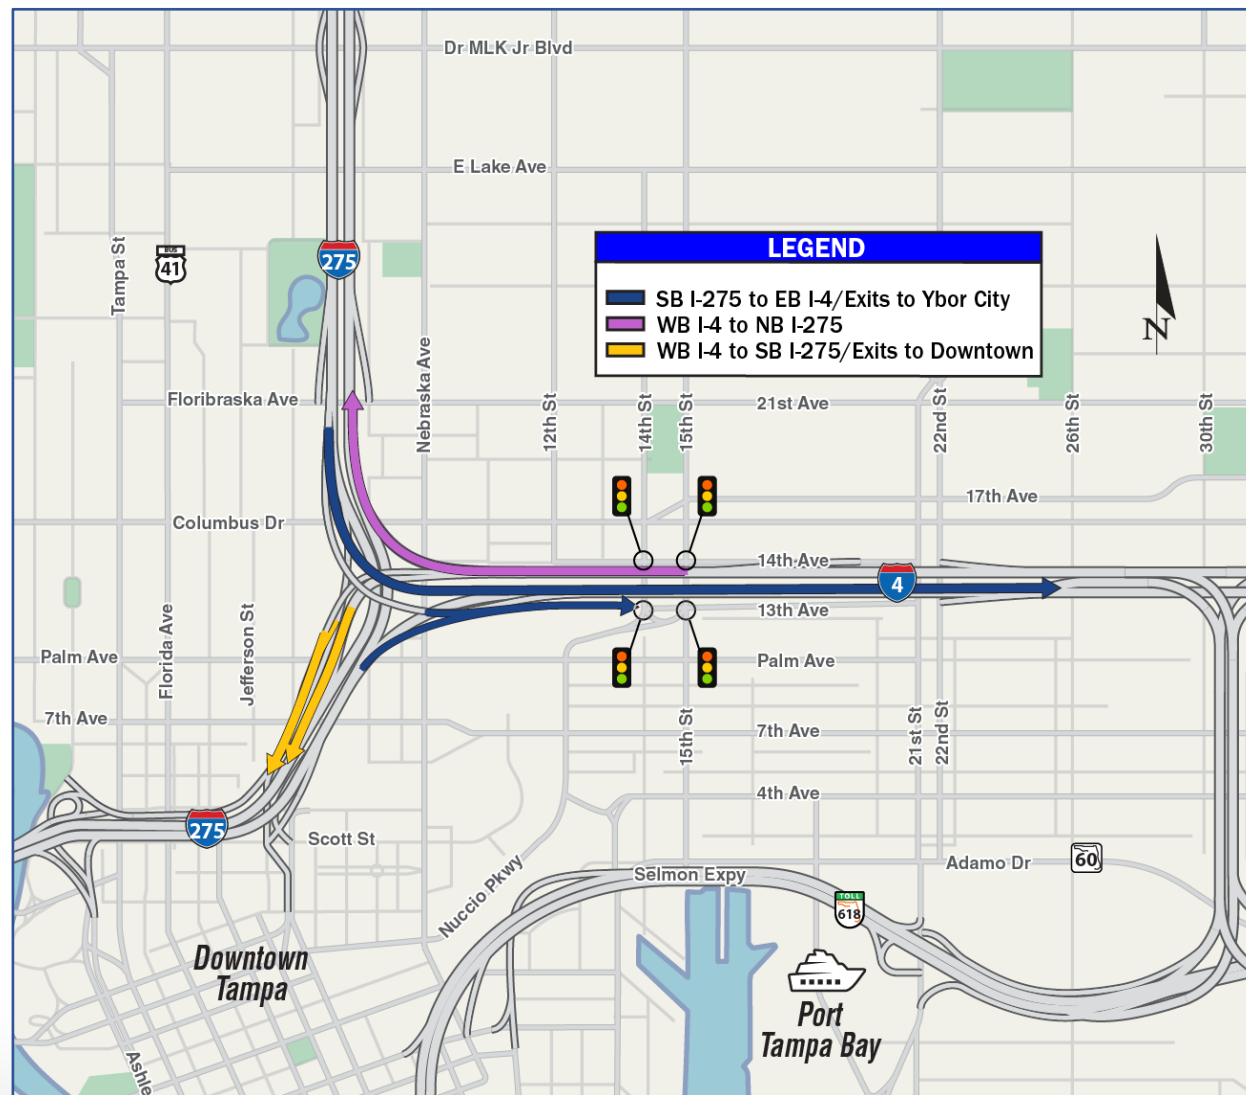 Dr MLK Jr Blvd
E Lake Ave
Tampa St
BUS
41
275
LEGEND
SB I-275 to EB I-4/Exits to Ybor City
WB I-4 to NB I-275
WB I-4 to SB I-275/Exits to Downtown
N
Floribraska Ave
Nebraska Ave
12th St
14th St
15th St
21st Ave
22nd St
26th St
30th St
17th Ave
Columbus Dr
14th Ave
4
13th Ave
Palm Ave
Florida Ave
Jefferson St
Palm Ave
7th Ave
15th St
7th Ave
21st St
22nd St
4th Ave
275
Scott St
Nuccio Pkwy
Selmon Expy
Adamo Dr
60
TOLL
618
Downtown
Tampa
Port
Tampa Bay
Ashle